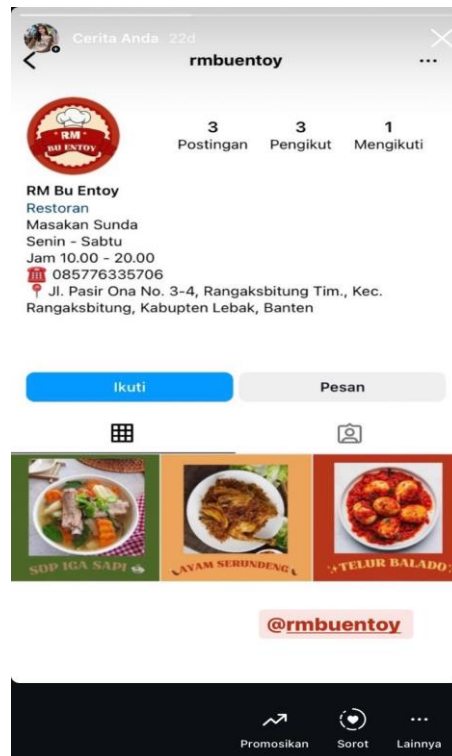 Cerita Anda 22d
rmbuentoy
RM
BU ENTOY
3 3 1
Postingan Pengikut Mengikuti
RM Bu Entoy
Restoran
Masakan Sunda
Senin - Sabtu
Jam 10.00 - 20.00
085776335706
Jl. Pasir Ona No. 3-4, Rangaksbitung Tim., Kec.
Rangaksbitung, Kabupten Lebak, Banten
Ikuti Pesan
SOP IGA SAPI AYAM SERUNDENG TELUR BALADO
@rmbuentoy
Promosikan Sorot Lainnya